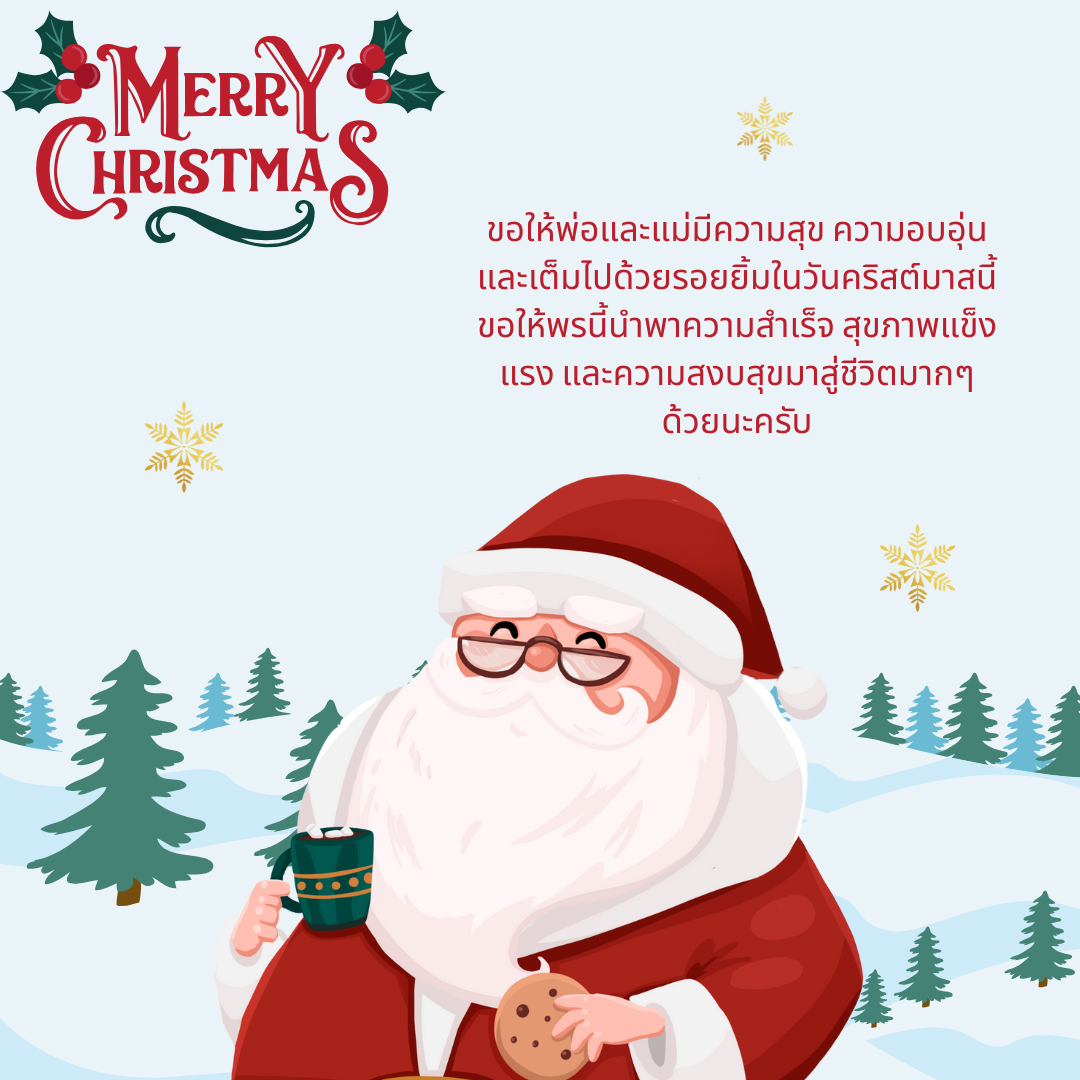 MERRY
CHRISTMAS
ขอให้พ่อและแม่มีความสุข ความอบอุ่น
และเต็มไปด้วยรอยยิ้มในวันคริสต์มาสนี้
ขอให้พรนี้นำพาความสำเร็จ สุขภาพแข็ง
แรง และความสงบสุขมาสู่ชีวิตมากๆ
ด้วยนะครับ